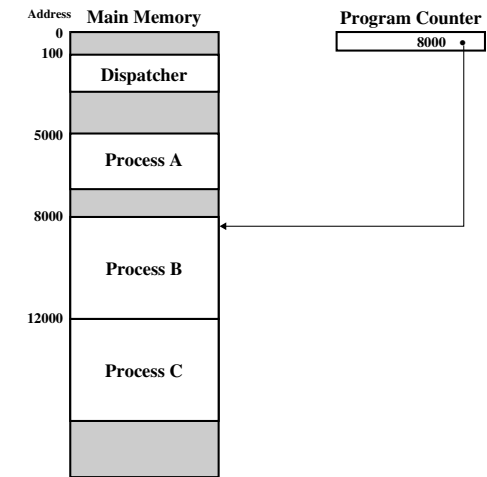 Address Main Memory
0
100
Dispatcher
5000
Process A
8000
Process B
12000
Process C
Program Counter
8000